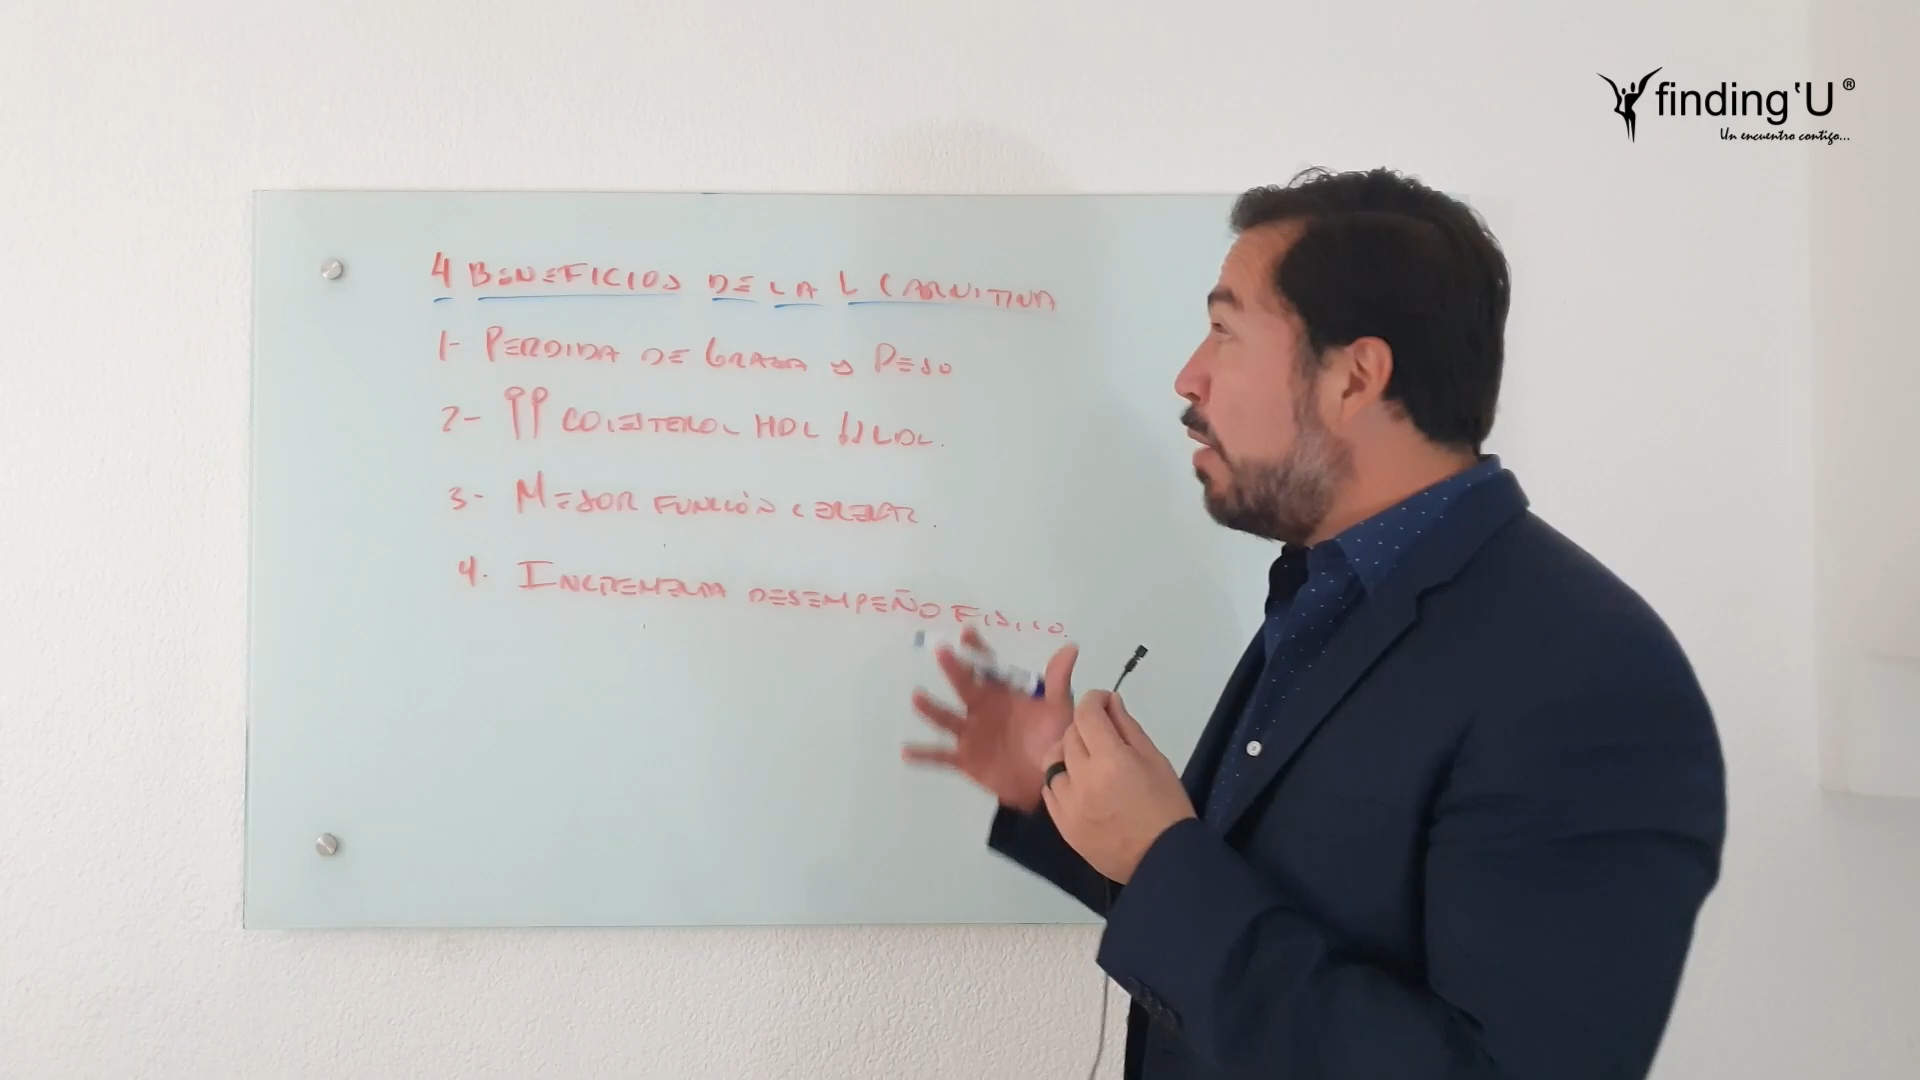 finding'U®
Un encuentro contigo...
4 BENEFICIOS DE LA L CARNITINA
1- PERDIDA DE GRASA Y PESO
2- ↑↑ COLESTEROL HDL ↓↓ LDL.
3- MEJOR FUNCIÓN CEREBRAL.
4. INCREMENTA DESEMPEÑO FISICO.